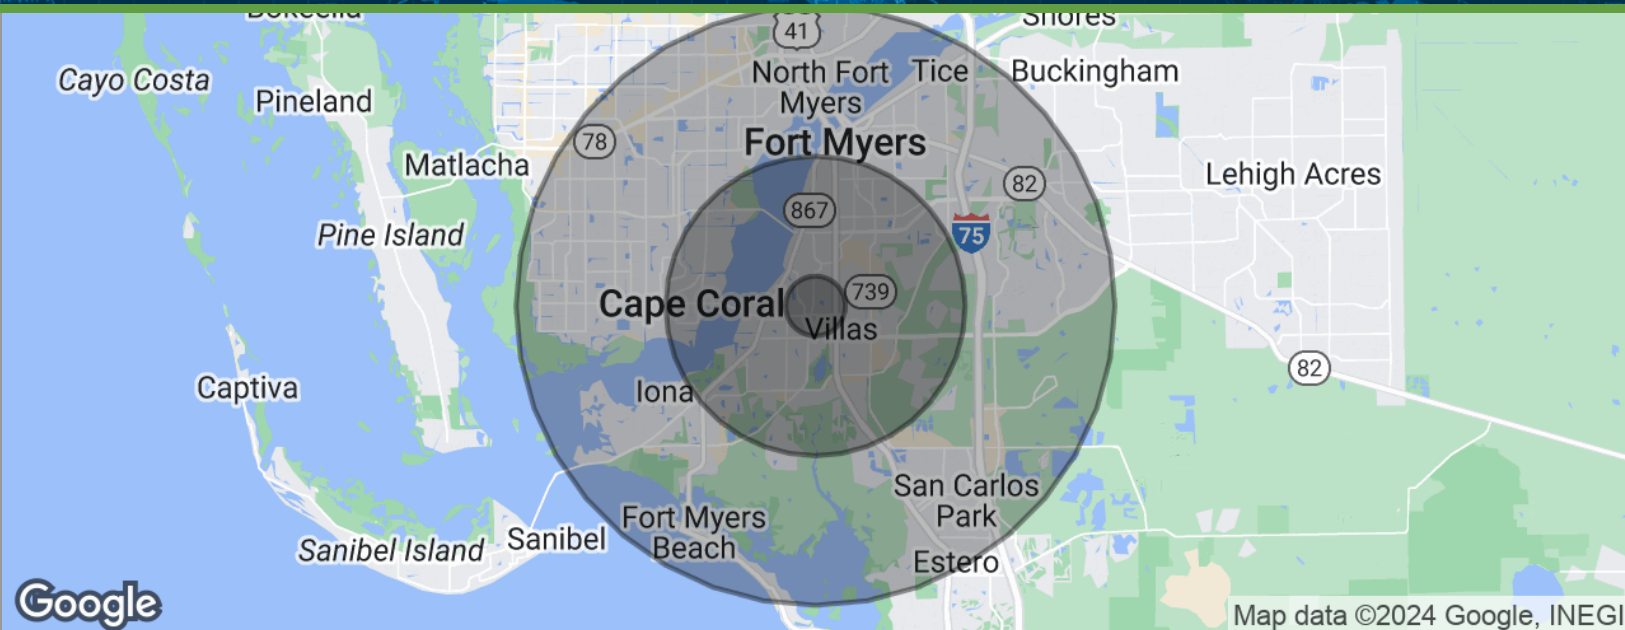 Bokeelia
Shores
41
Cayo Costa
North Fort
Myers
Tice
Buckingham
Pineland
78
Fort Myers
Matlacha
82
Lehigh Acres
867
Pine Island
75
739
Cape Coral
Villas
82
Captiva
Iona
San Carlos
Park
Fort Myers
Beach
Sanibel
Sanibel Island
Estero
Google
Map data ©2024 Google, INEGI